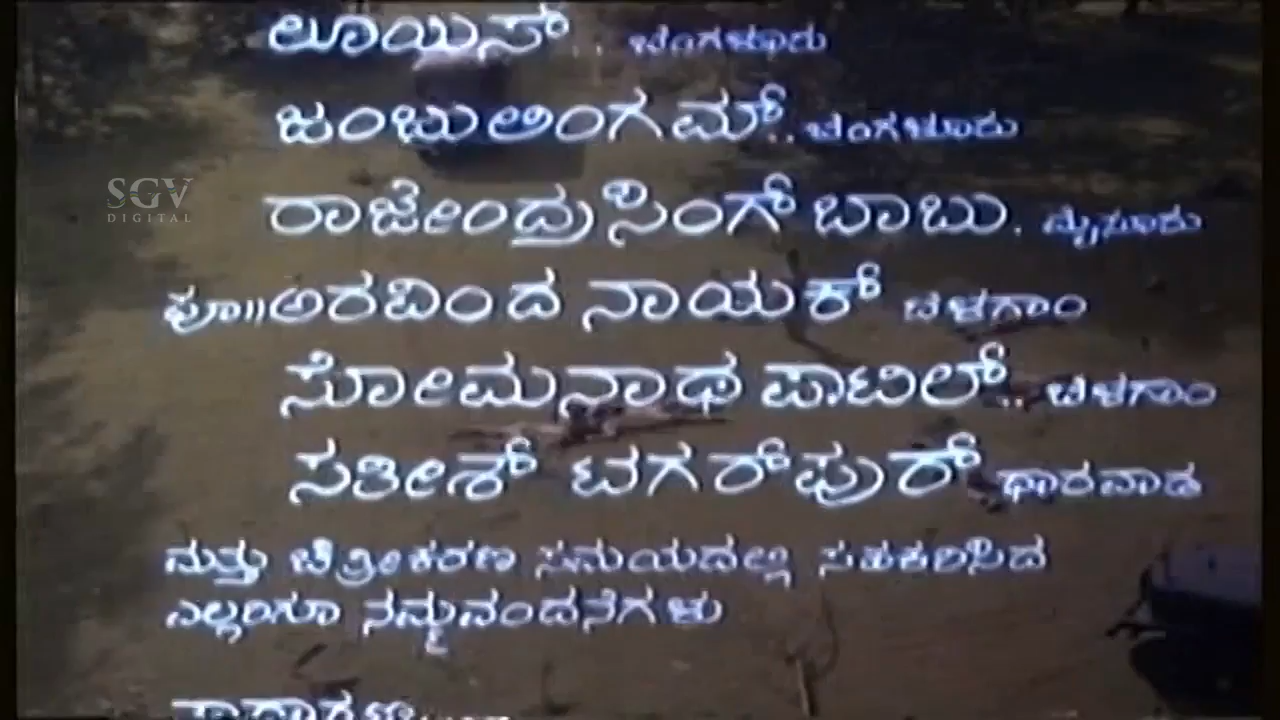 ಲೂಯಿಸ್.. ಬೆಂಗಳೂರು
ಜಂಬುಲಿಂಗಮ್.. ಬೆಂಗಳೂರು
SGV
DIGITAL
ರಾಜೇಂದ್ರಸಿಂಗ್ ಬಾಬು. ಮೈಸೂರು
ಪ್ರೊ॥ಅರವಿಂದ ನಾಯಕ್ ಬೆಳಗಾಂ
ಸೋಮನಾಥ ಪಾಟೀಲ್.. ಬೆಳಗಾಂ
ಸತೀಶ್ ಟಗರ್‌ಪುರ್ ಧಾರವಾಡ
ಮತ್ತು ಚಿತ್ರೀಕರಣ ಸಮಯದಲ್ಲಿ ಸಹಕರಿಸಿದ
ಎಲ್ಲರಿಗೂ ನಮ್ಮವಂದನೆಗಳು